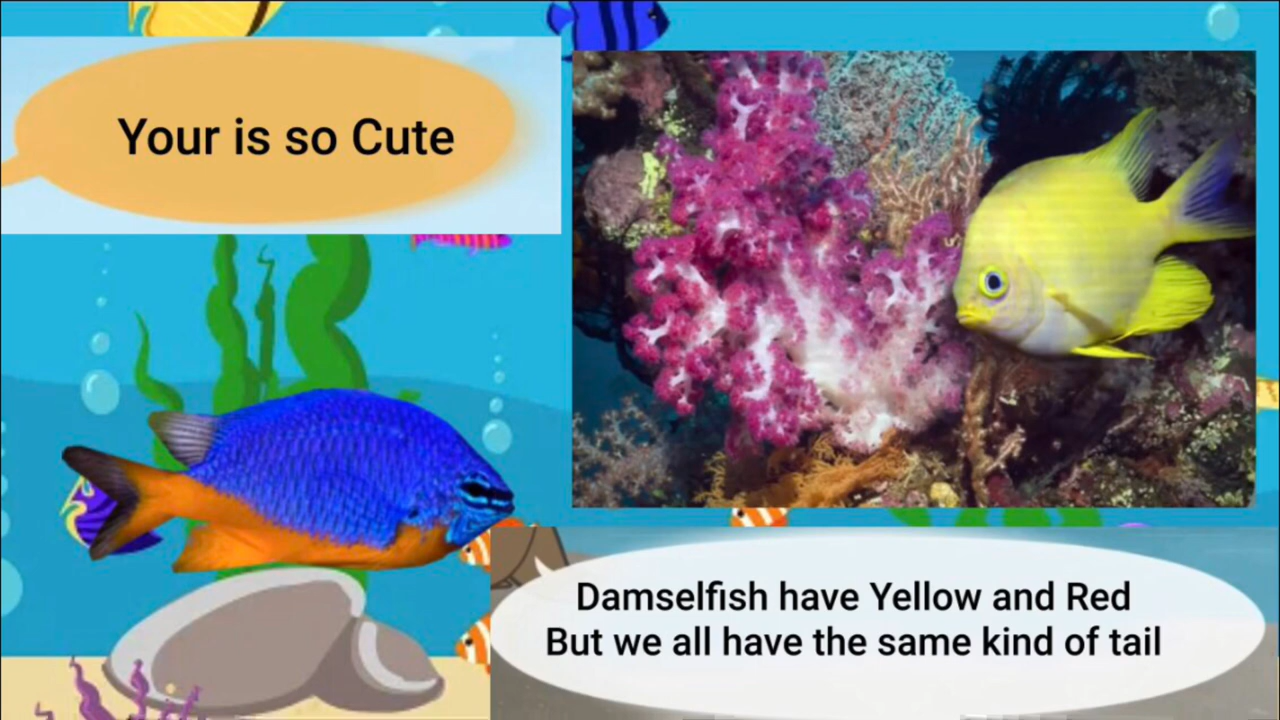 Your is so Cute
Damselfish have Yellow and Red
But we all have the same kind of tail